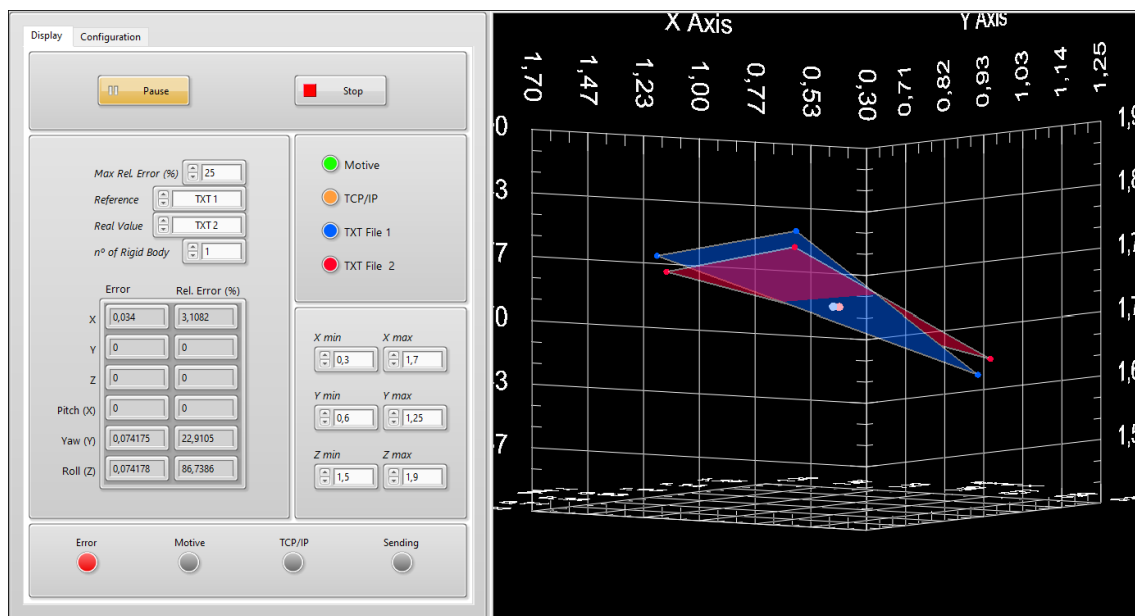 Display Configuration
Pause Stop
Max Rel. Error (%) 25
Reference TXT 1
Real Value TXT 2
nº of Rigid Body 1
Motive
TCP/IP
TXT File 1
TXT File 2
Error Rel. Error (%)
X 0,034 3,1082
Y 0 0
Z 0 0
Pitch (X) 0 0
Yaw (Y) 0,074175 22,9105
Roll (Z) 0,074178 86,7386
X min X max
0,3 1,7
Y min Y max
0,6 1,25
Z min Z max
1,5 1,9
Error Motive TCP/IP Sending
X Axis Y Axis
1,70 1,47 1,23 1,00 0,77 0,53 0,30 0,71 0,82 0,93 1,03 1,14 1,25